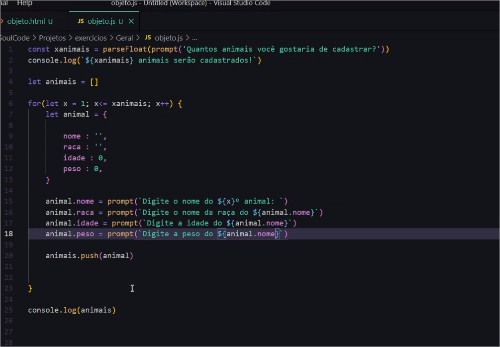 Help
objeto.js - Untitled (Workspace) - Visual Studio Code
objeto.html U
JS objeto.js U ×
SoulCode > Projetos > exercicios > Geral > JS objeto.js > ...
1 const xanimais = parseFloat(prompt('Quantos animais você gostaria de cadastrar?'))
2 console.log(`${xanimais} animais serão cadastrados!`)
3
4 let animais = []
5
6 for(let x = 1; x<= xanimais; x++) {
7 let animal = {
8
9 nome : '',
10 raca : '',
11 idade : 0,
12 peso : 0,
13 }
14
15 animal.nome = prompt(`Digite o nome do ${x}º animal: `)
16 animal.raca = prompt(`Digite o nome da raça do ${animal.nome}`)
17 animal.idade = prompt(`Digite a idade do ${animal.nome}`)
18 animal.peso = prompt(`Digite a peso do ${animal.nome}`)
19
20 animais.push(animal)
21
22
23 }
24
25 console.log(animais)
26
27
28